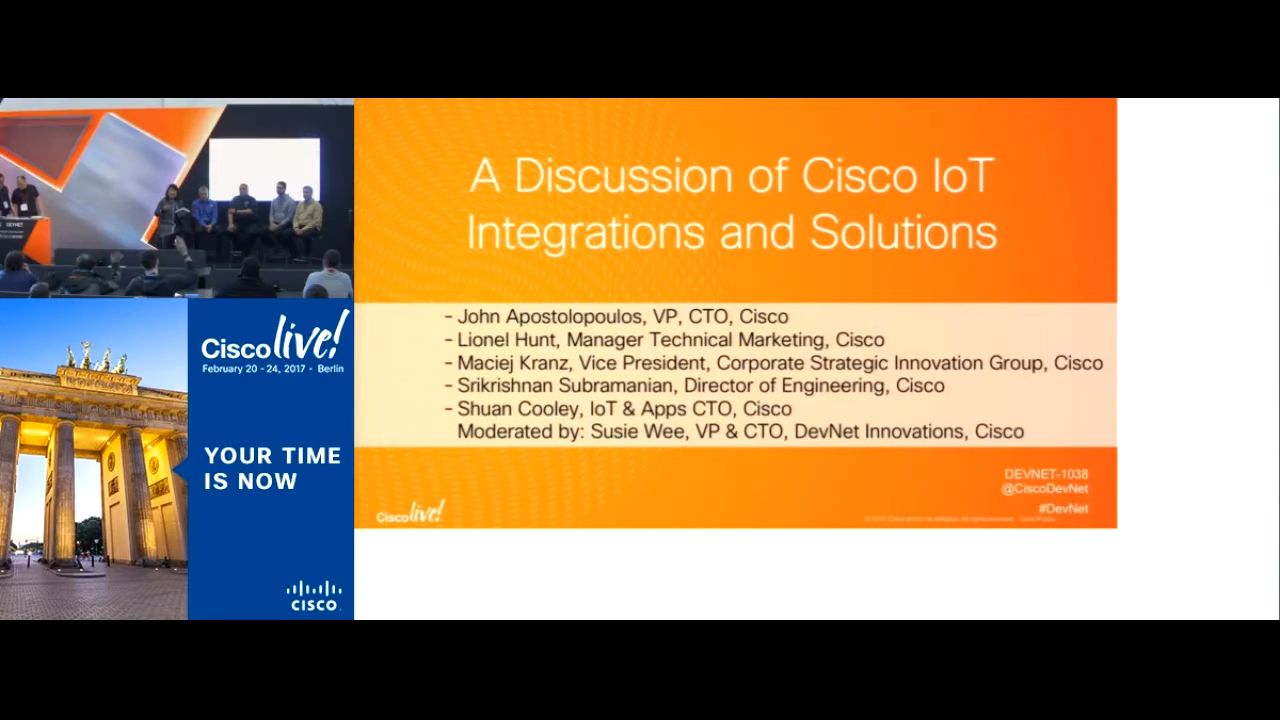 A Discussion of Cisco IoT
Integrations and Solutions
- John Apostolopoulos, VP, CTO, Cisco
- Lionel Hunt, Manager Technical Marketing, Cisco
- Maciej Kranz, Vice President, Corporate Strategic Innovation Group, Cisco
- Srikrishnan Subramanian, Director of Engineering, Cisco
- Shuan Cooley, IoT & Apps CTO, Cisco
Moderated by: Susie Wee, VP & CTO, DevNet Innovations, Cisco
DEVNET-1038
@CiscoDevNet
#DevNet
Cisco live!
DEVNET
Cisco live!
February 20 - 24, 2017 • Berlin
YOUR TIME
IS NOW
CISCO